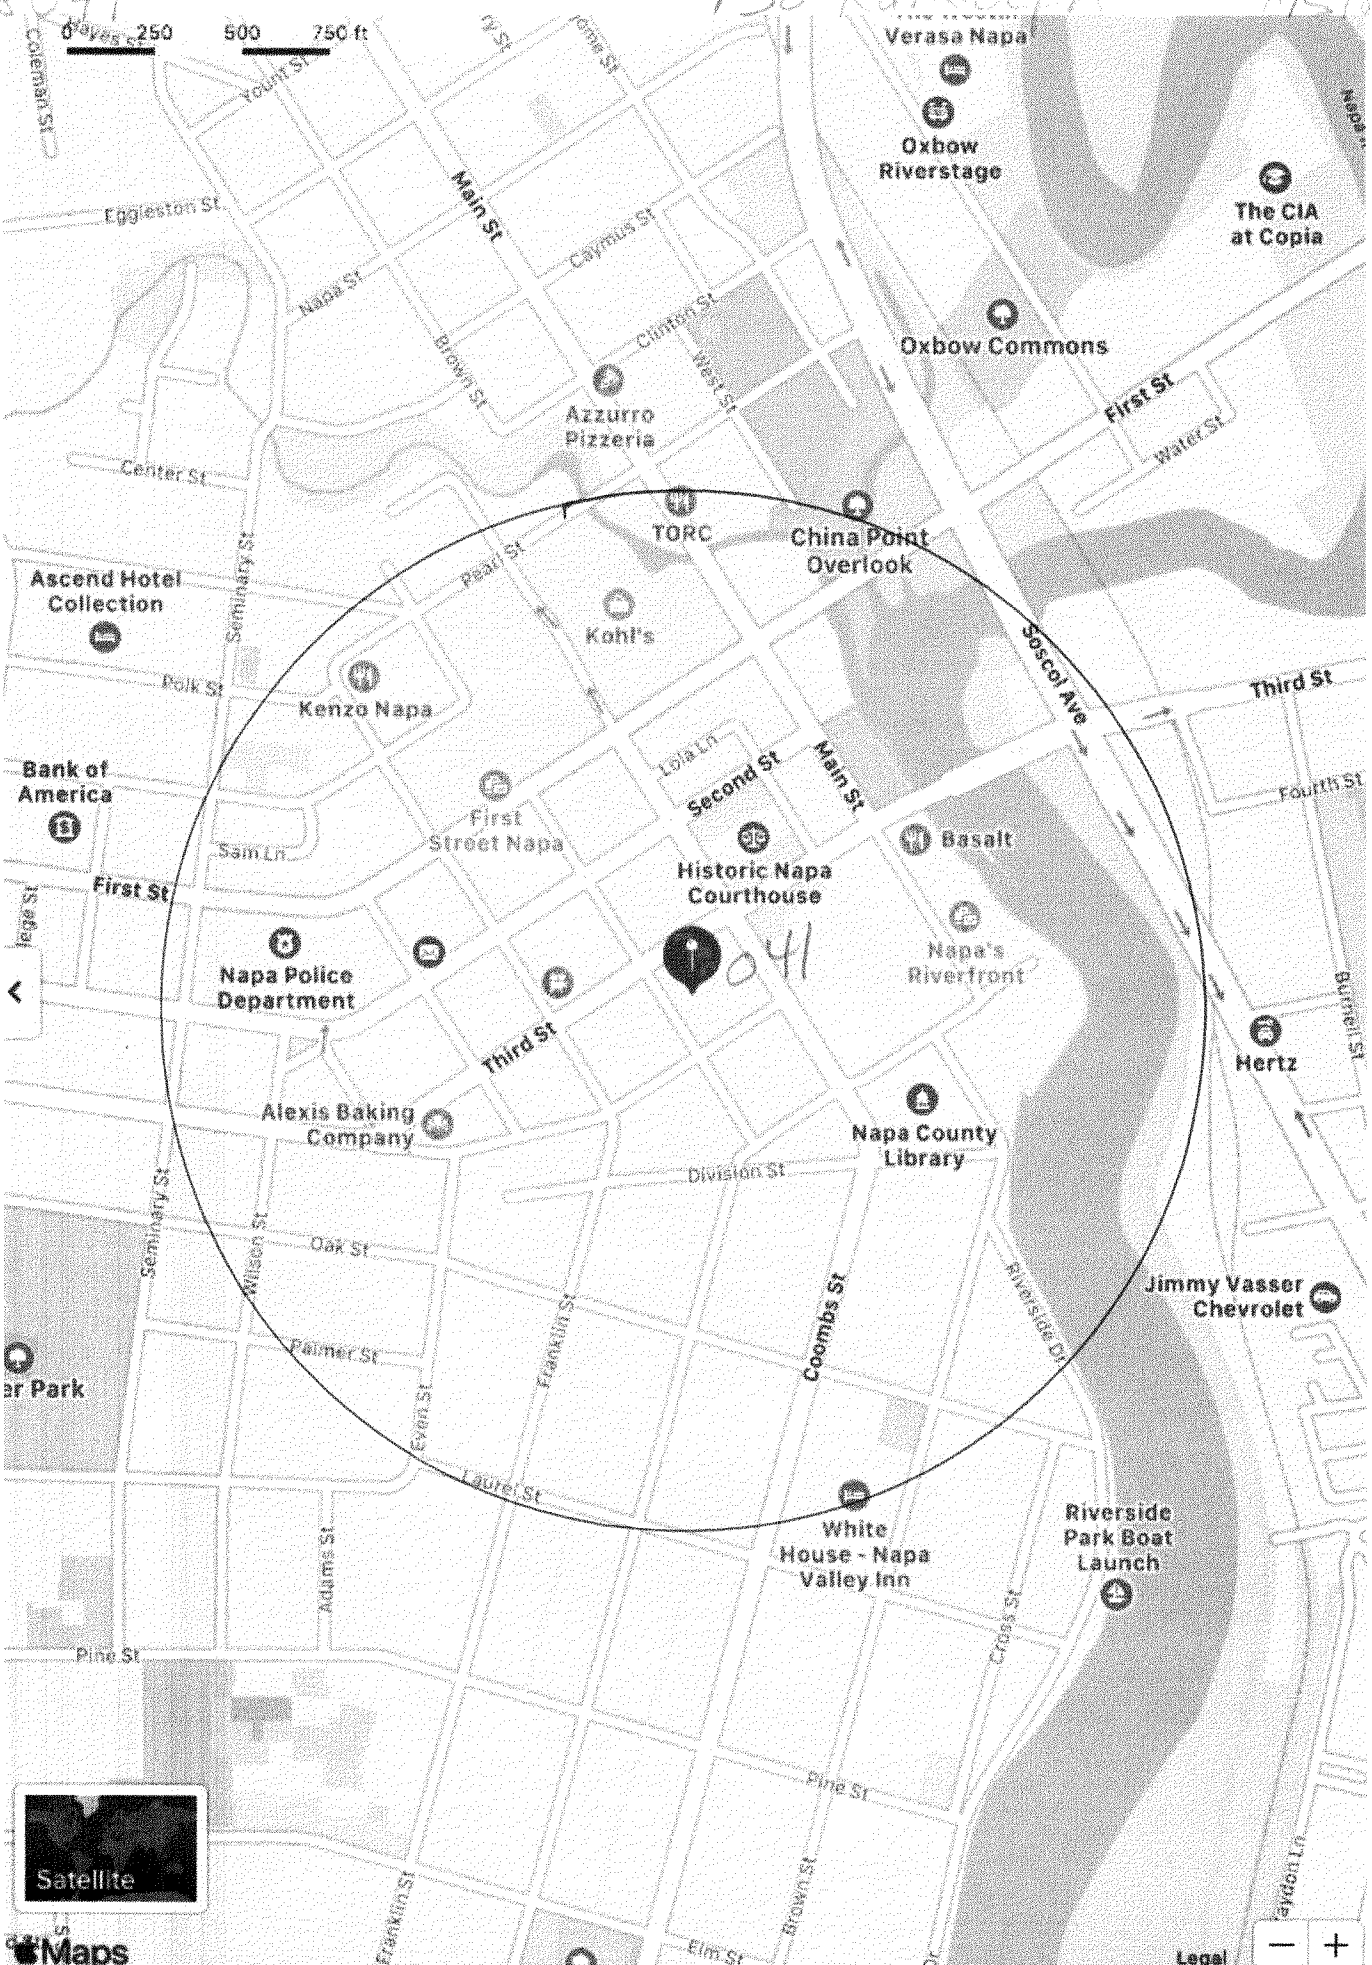 0 250 500 750 ft
Hayes St
Coleman St
Yount St
Verasa Napa
Oxbow
Riverstage
The CIA
at Copia
Eggleston St
Main St
Caymus St
Napa St
Clinton St
Brown St
West St
Oxbow Commons
First St
Water St
Azzurro
Pizzeria
Center St
TORC
China Point
Overlook
Pearl St
Seminary St
Ascend Hotel
Collection
Kohl's
Soscol Ave
Polk St
Kenzo Napa
Third St
Lola Ln
Second St
Main St
Bank of
America
Fourth St
First
Street Napa
Basalt
Sam Ln
Historic Napa
Courthouse
First St
Napa's
Riverfront
041
Napa Police
Department
Burnell St
Third St
Hertz
Alexis Baking
Company
Napa County
Library
Division St
Seminary St
Wilson St
Oak St
Riverside Dr
Jimmy Vasser
Chevrolet
Coombs St
Franklin St
Palmer St
er Park
Even St
Laurel St
White
House - Napa
Valley Inn
Riverside
Park Boat
Launch
Adams St
Cross St
Pine St
Pine St
Satellite
Franklin St
Brown St
Elm St
Maps
Legal